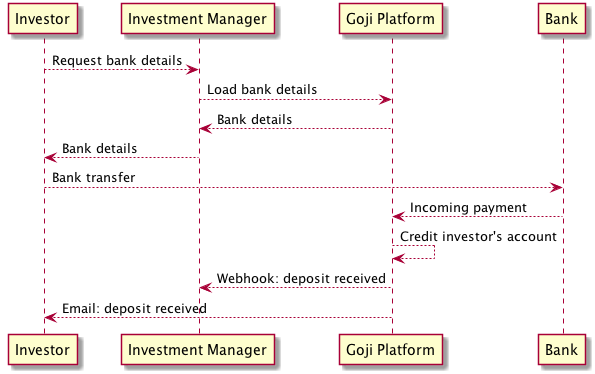 Investor
Investment Manager
Goji Platform
Bank
Request bank details
Load bank details
Bank details
Bank details
Bank transfer
Incoming payment
Credit investor's account
Webhook: deposit received
Email: deposit received
Investor
Investment Manager
Goji Platform
Bank